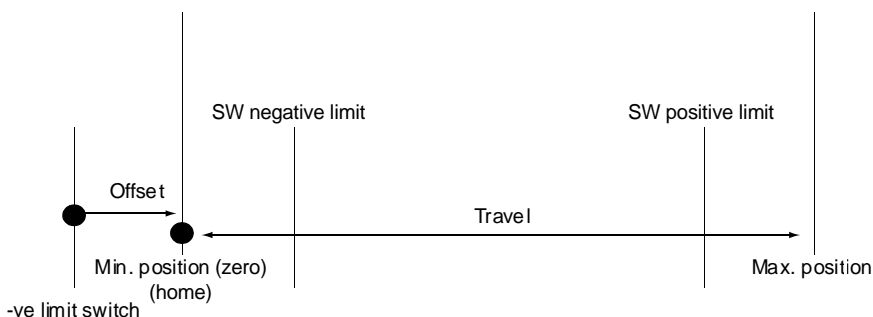 SW negative limit
SW positive limit
Offset
Travel
Min. position (zero)
(home)
Max. position
-ve limit switch